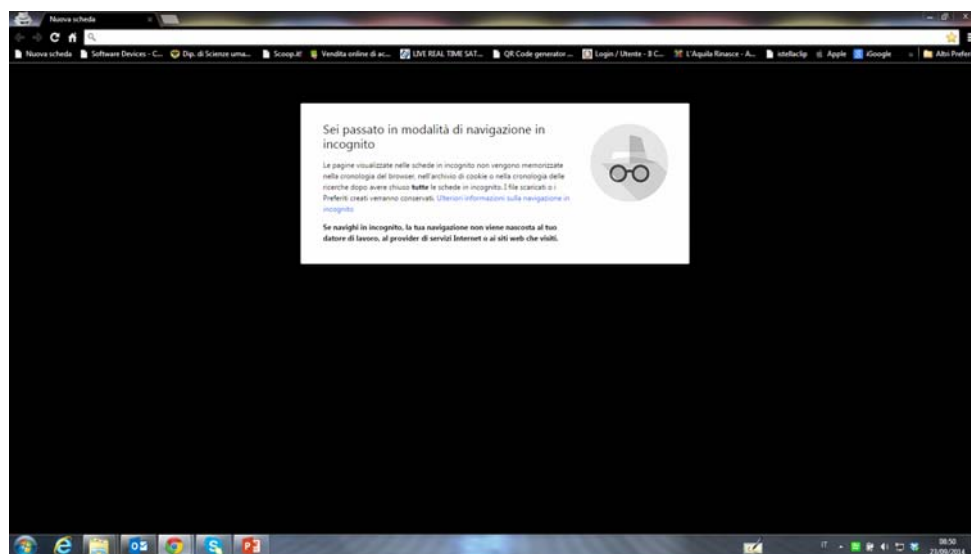 Nuova scheda
Nuova scheda Software Devices - C... Dip. di Scienze uma... Scoop.it! Vendita online di ac... LIVE REAL TIME SAT... QR Code generator ... Login / Utente - Il C... L'Aquila Rinasce - A... istellaclip Apple iGoogle » Altri Prefer
Sei passato in modalità di navigazione in
incognito
Le pagine visualizzate nelle schede in incognito non vengono memorizzate
nella cronologia del browser, nell'archivio di cookie o nella cronologia delle
ricerche dopo avere chiuso tutte le schede in incognito. I file scaricati o i
Preferiti creati verranno conservati. Ulteriori informazioni sulla navigazione in
incognito
Se navighi in incognito, la tua navigazione non viene nascosta al tuo
datore di lavoro, al provider di servizi Internet o ai siti web che visiti.
IT
08:50
23/09/2014